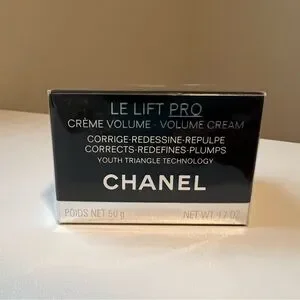 LE LIFT PRO
CRÈME VOLUME - VOLUME CREAM
CORRIGE-REDESSINE-REPULPE
CORRECTS-REDEFINES-PLUMPS
YOUTH TRIANGLE TECHNOLOGY
CHANEL
POIDS NET 50 g NET WT. 1.7 OZ.